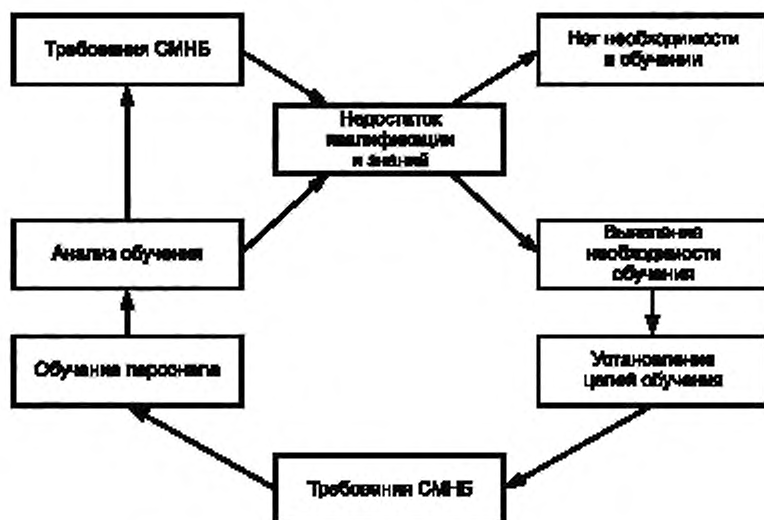 Требования СМНБ
Нет необходимости
в обучении
Недостаток
квалификации
и знаний
Анализ обучения
Выявление
необходимости
обучения
Обучение персонала
Установление
целей обучения
Требования СМНБ